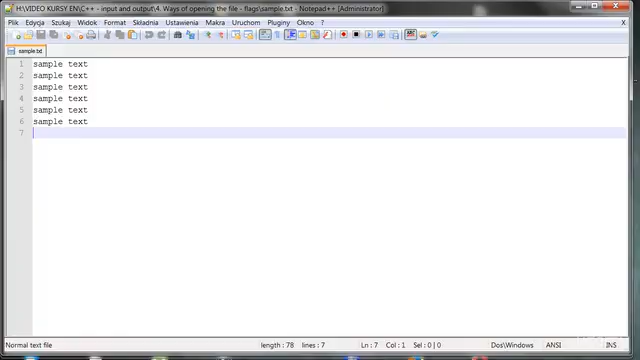 H:\VIDEO KURSY EN\C++ - input and output\4. Ways of opening the file - flags\sample.txt - Notepad++ [Administrator]
Plik Edycja Szukaj Widok Format Składnia Ustawienia Makra Uruchom Pluginy Okno ? X
sample.txt
1 sample text
2 sample text
3 sample text
4 sample text
5 sample text
6 sample text
7
Normal text file length : 78 lines : 7 Ln : 7 Col : 1 Sel : 0 | 0 Dos\Windows ANSI INS